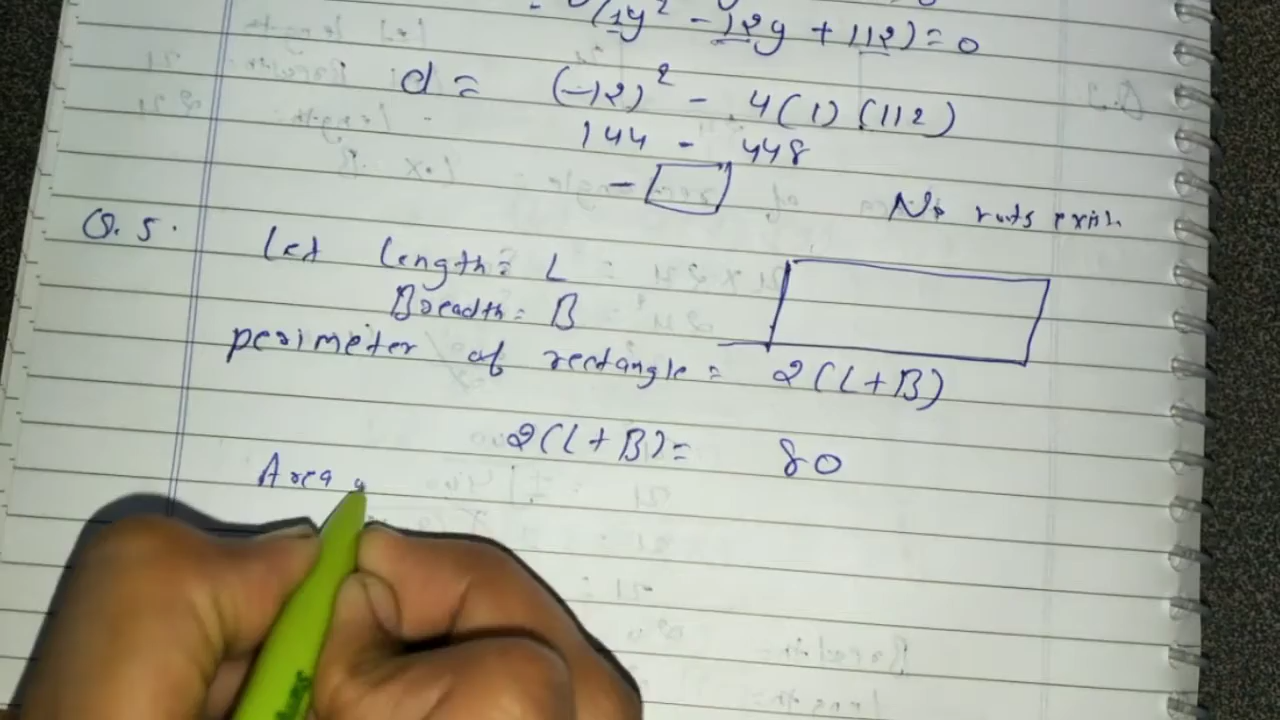 (1y² - 12y + 112) = 0
d = (-12)² - 4(1)(112)
144 - 448
-
No roots exist.
Q.5. Let length = L
Breadth = B
perimeter of rectangle = 2(L+B)
2(L+B) = 80
Area